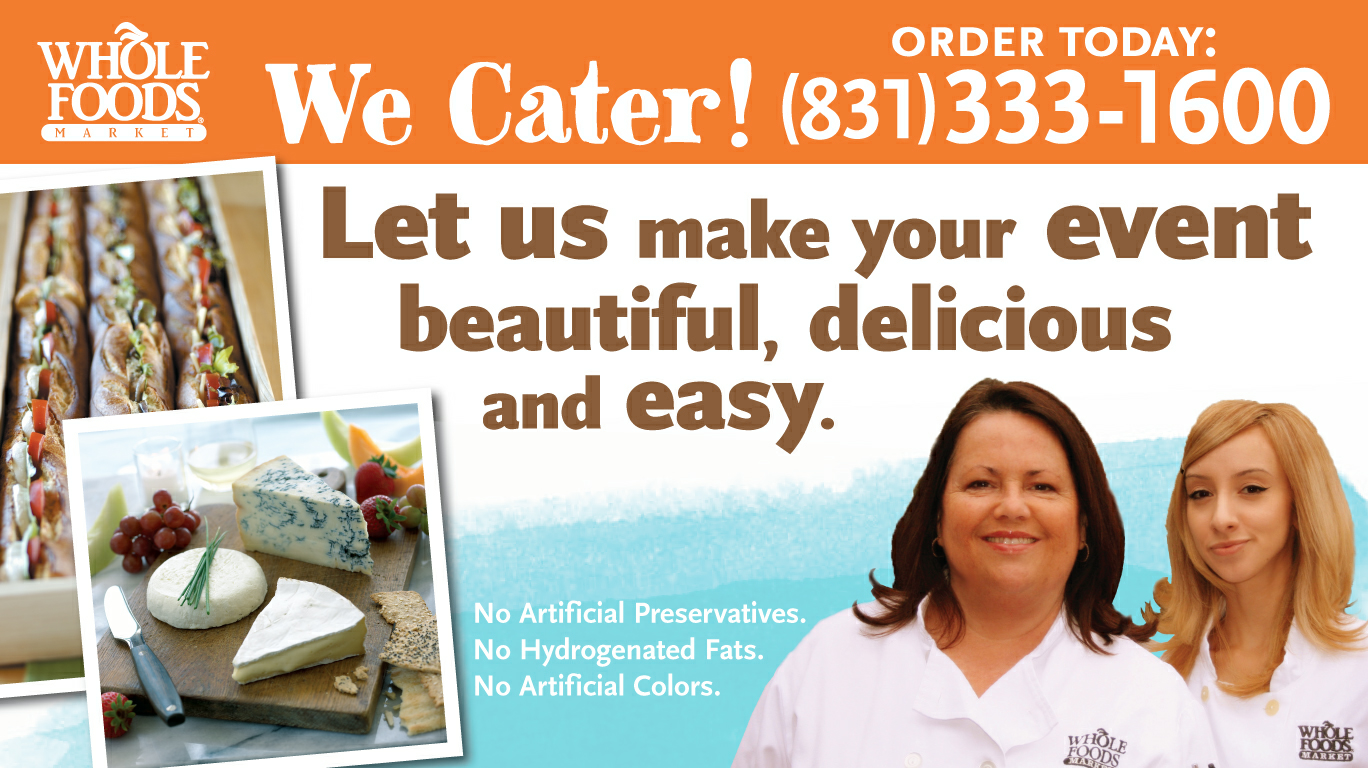 WHOLE
FOODS®
MARKET
We Cater!
ORDER TODAY:
(831) 333-1600
Let us make your event
beautiful, delicious
and easy.
No Artificial Preservatives.
No Hydrogenated Fats.
No Artificial Colors.
WHOLE
FOODS
MARKET
WHOLE
FOODS
MARKET